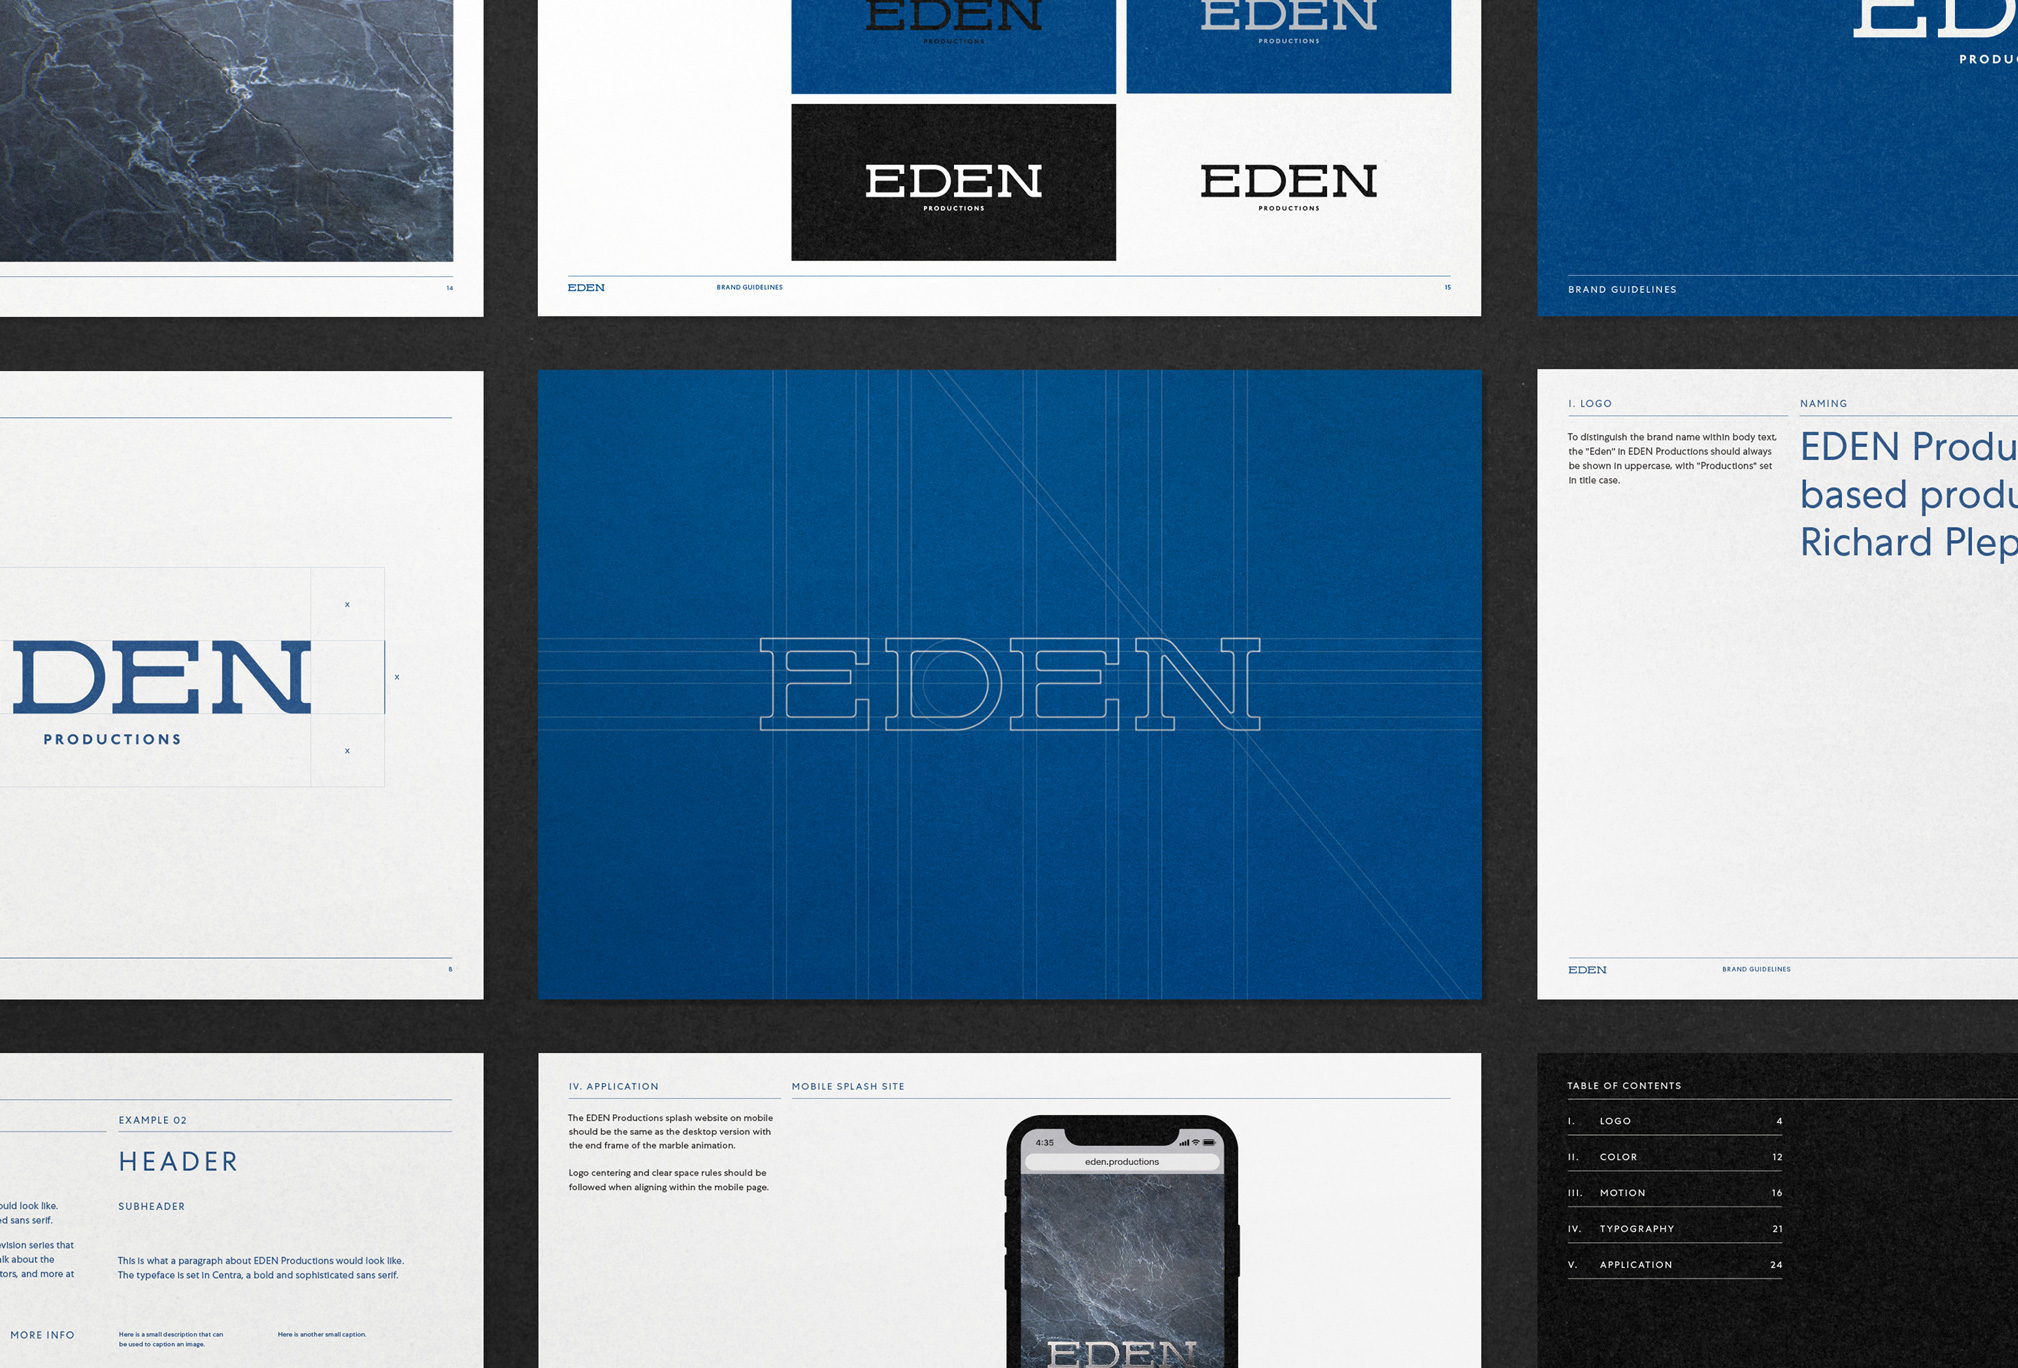 14
EDEN
PRODUCTIONS
EDEN
PRODUCTIONS
EDEN
PRODUCTIONS
EDEN
PRODUCTIONS
EDEN
BRAND GUIDELINES
15
BRAND GUIDELINES
x
DEN
x
PRODUCTIONS
x
EDEN
I. LOGO
To distinguish the brand name within body text,
the "Eden" in EDEN Productions should always
be shown in uppercase, with "Productions" set
in title case.
NAMING
EDEN Produ
based produ
Richard Plep
EDEN
BRAND GUIDELINES
ould look like.
ed sans serif.
evision series that
alk about the
tors, and more at
MORE INFO
EXAMPLE 02
HEADER
SUBHEADER
This is what a paragraph about EDEN Productions would look like.
The typeface is set in Centra, a bold and sophisticated sans serif.
Here is a small description that can
be used to caption an image.
Here is another small caption.
IV. APPLICATION
The EDEN Productions splash website on mobile
should be the same as the desktop version with
the end frame of the marble animation.
Logo centering and clear space rules should be
followed when aligning within the mobile page.
MOBILE SPLASH SITE
4:35
eden.productions
EDEN
TABLE OF CONTENTS
I. LOGO 4
II. COLOR 12
III. MOTION 16
IV. TYPOGRAPHY 21
V. APPLICATION 24